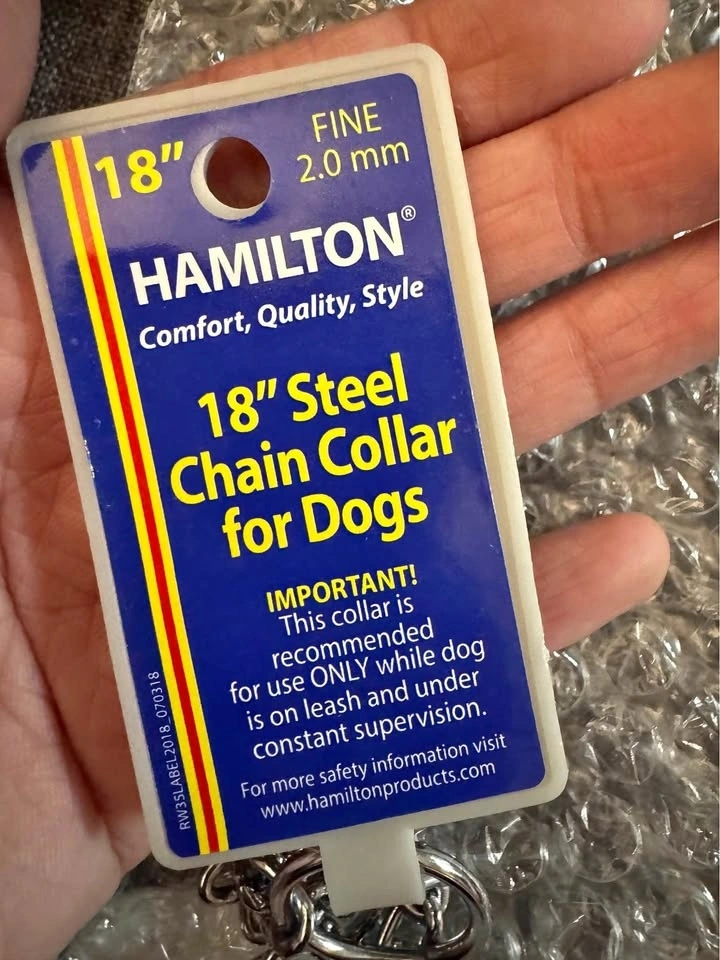 18”
FINE
2.0 mm
HAMILTON®
Comfort, Quality, Style
18” Steel
Chain Collar
for Dogs
IMPORTANT!
This collar is
recommended
for use ONLY while dog
is on leash and under
constant supervision.
For more safety information visit
www.hamiltonproducts.com
RW35LABEL2018_070318